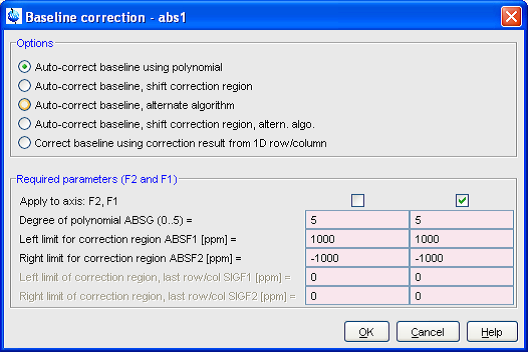 Baseline correction - abs1
Options
Auto-correct baseline using polynomial
Auto-correct baseline, shift correction region
Auto-correct baseline, alternate algorithm
Auto-correct baseline, shift correction region, altern. algo.
Correct baseline using correction result from 1D row/column
Required parameters (F2 and F1)
Apply to axis: F2, F1
Degree of polynomial ABSG (0..5) = 5 5
Left limit for correction region ABSF1 [ppm] = 1000 1000
Right limit for correction region ABSF2 [ppm] = -1000 -1000
Left limit of correction region, last row/col SIGF1 [ppm] = 0 0
Right limit of correction region, last row/col SIGF2 [ppm] = 0 0
OK Cancel Help